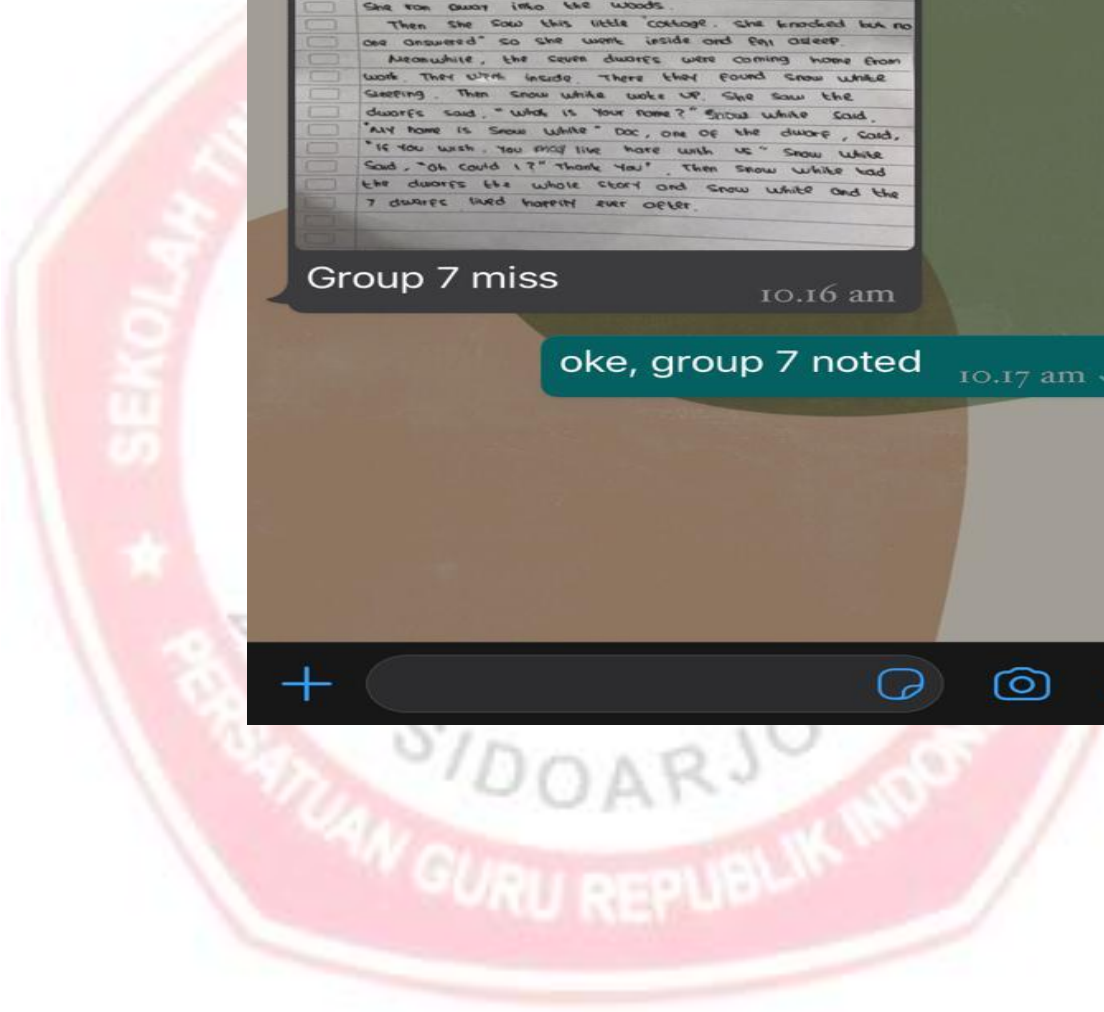 She ran away into the woods.
Then she saw this little cottage. She knocked but no
one answered" so she went inside and fell asleep.
Meanwhile, the seven dwarfs were coming home from
work. They went inside. There they found Snow White
sleeping. Then Snow White woke up. She saw the
dwarfs said, "what is your name?" Snow White said,
"My name is Snow White" Doc, one of the dwarf, said,
"If you wish, you may live here with us" Snow White
said, "Oh could I?" Thank You". Then Snow White told
the dwarfs the whole story and Snow White and the
7 dwarfs lived happily ever after.
Group 7 miss
10.16 am
oke, group 7 noted
10.17 am
SEKOLAH
PERSATUAN GURU REPUBLIK
SIDOARJO